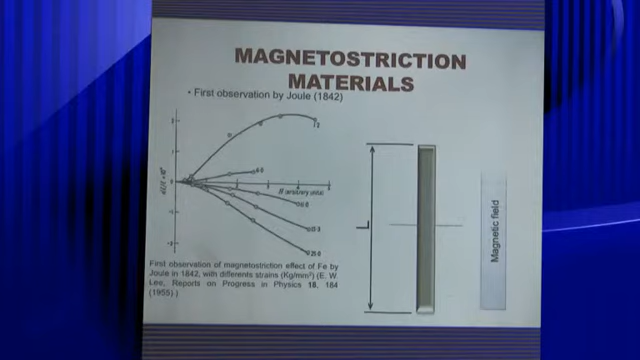 MAGNETOSTRICTION
MATERIALS
• First observation by Joule (1842)
H (arbitrary units)
L
Magnetic field
First observation of magnetostriction effect of Fe by
Joule in 1842, with differents strains (Kg/mm²) (E. W.
Lee, Reports on Progress in Physics 18, 184
(1955).)